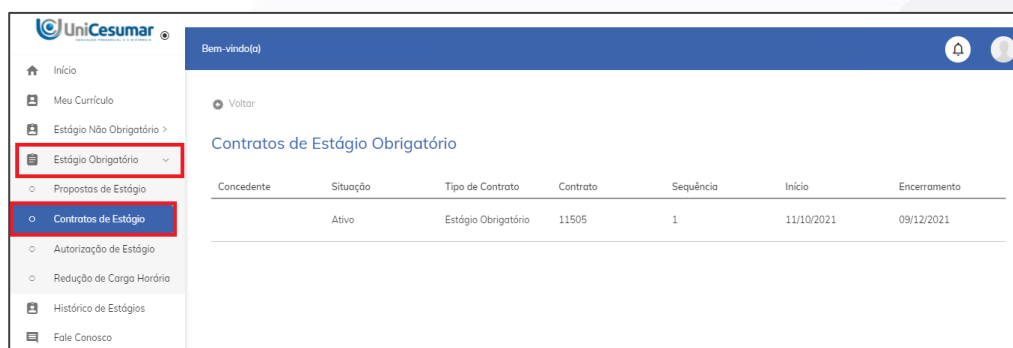 UniCesumar
Bem-vindo(a)
Início
Meu Currículo
Estágio Não Obrigatório >
Estágio Obrigatório
Propostas de Estágio
Contratos de Estágio
Autorização de Estágio
Redução de Carga Horária
Histórico de Estágios
Fale Conosco
Voltar
Contratos de Estágio Obrigatório
Concedente Situação Tipo de Contrato Contrato Sequência Início Encerramento
Ativo Estágio Obrigatório 11505 1 11/10/2021 09/12/2021